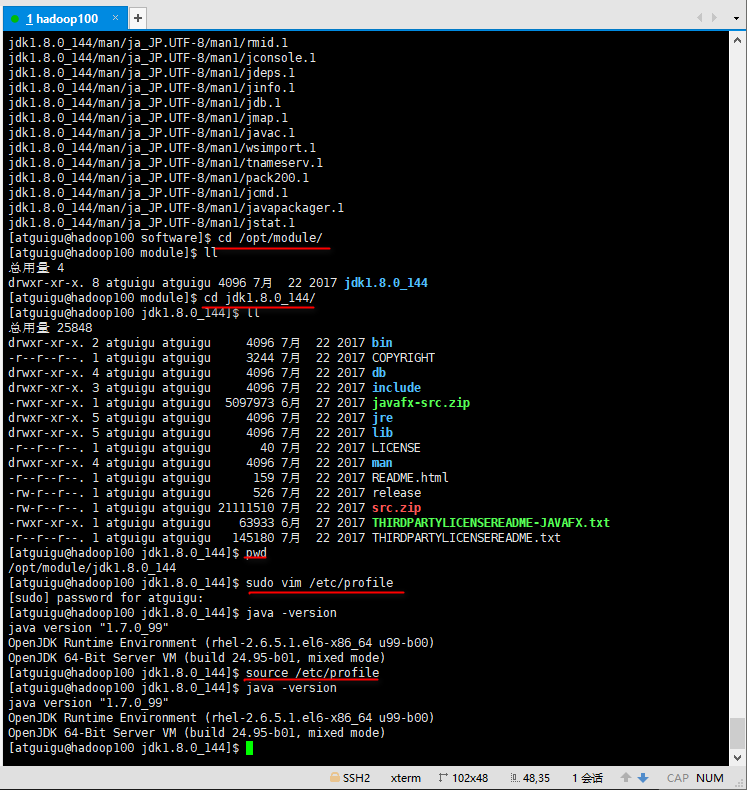 1 hadoop100 × +
jdk1.8.0_144/man/ja_JP.UTF-8/man1/rmid.1
jdk1.8.0_144/man/ja_JP.UTF-8/man1/jconsole.1
jdk1.8.0_144/man/ja_JP.UTF-8/man1/jdeps.1
jdk1.8.0_144/man/ja_JP.UTF-8/man1/jinfo.1
jdk1.8.0_144/man/ja_JP.UTF-8/man1/jdb.1
jdk1.8.0_144/man/ja_JP.UTF-8/man1/jmap.1
jdk1.8.0_144/man/ja_JP.UTF-8/man1/javac.1
jdk1.8.0_144/man/ja_JP.UTF-8/man1/wsimport.1
jdk1.8.0_144/man/ja_JP.UTF-8/man1/tnameserv.1
jdk1.8.0_144/man/ja_JP.UTF-8/man1/pack200.1
jdk1.8.0_144/man/ja_JP.UTF-8/man1/jcmd.1
jdk1.8.0_144/man/ja_JP.UTF-8/man1/javapackager.1
jdk1.8.0_144/man/ja_JP.UTF-8/man1/jstat.1
[atguigu@hadoop100 software]$ cd /opt/module/
[atguigu@hadoop100 module]$ ll
总用量 4
drwxr-xr-x. 8 atguigu atguigu 4096 7月  22 2017 jdk1.8.0_144
[atguigu@hadoop100 module]$ cd jdk1.8.0_144/
[atguigu@hadoop100 jdk1.8.0_144]$ ll
总用量 25848
drwxr-xr-x. 2 atguigu atguigu     4096 7月  22 2017 bin
-r--r--r--. 1 atguigu atguigu     3244 7月  22 2017 COPYRIGHT
drwxr-xr-x. 4 atguigu atguigu     4096 7月  22 2017 db
drwxr-xr-x. 3 atguigu atguigu     4096 7月  22 2017 include
-rwxr-xr-x. 1 atguigu atguigu  5097973 6月  27 2017 javafx-src.zip
drwxr-xr-x. 5 atguigu atguigu     4096 7月  22 2017 jre
drwxr-xr-x. 5 atguigu atguigu     4096 7月  22 2017 lib
-r--r--r--. 1 atguigu atguigu       40 7月  22 2017 LICENSE
drwxr-xr-x. 4 atguigu atguigu     4096 7月  22 2017 man
-r--r--r--. 1 atguigu atguigu      159 7月  22 2017 README.html
-rw-r--r--. 1 atguigu atguigu      526 7月  22 2017 release
-rw-r--r--. 1 atguigu atguigu 21111510 7月  22 2017 src.zip
-rwxr-xr-x. 1 atguigu atguigu    63933 6月  27 2017 THIRDPARTYLICENSEREADME-JAVAFX.txt
-r--r--r--. 1 atguigu atguigu   145180 7月  22 2017 THIRDPARTYLICENSEREADME.txt
[atguigu@hadoop100 jdk1.8.0_144]$ pwd
/opt/module/jdk1.8.0_144
[atguigu@hadoop100 jdk1.8.0_144]$ sudo vim /etc/profile
[sudo] password for atguigu:
[atguigu@hadoop100 jdk1.8.0_144]$ java -version
java version "1.7.0_99"
OpenJDK Runtime Environment (rhel-2.6.5.1.el6-x86_64 u99-b00)
OpenJDK 64-Bit Server VM (build 24.95-b01, mixed mode)
[atguigu@hadoop100 jdk1.8.0_144]$ source /etc/profile
[atguigu@hadoop100 jdk1.8.0_144]$ java -version
java version "1.7.0_99"
OpenJDK Runtime Environment (rhel-2.6.5.1.el6-x86_64 u99-b00)
OpenJDK 64-Bit Server VM (build 24.95-b01, mixed mode)
[atguigu@hadoop100 jdk1.8.0_144]$
SSH2 xterm 102x48 48,35 1 会话 CAP NUM